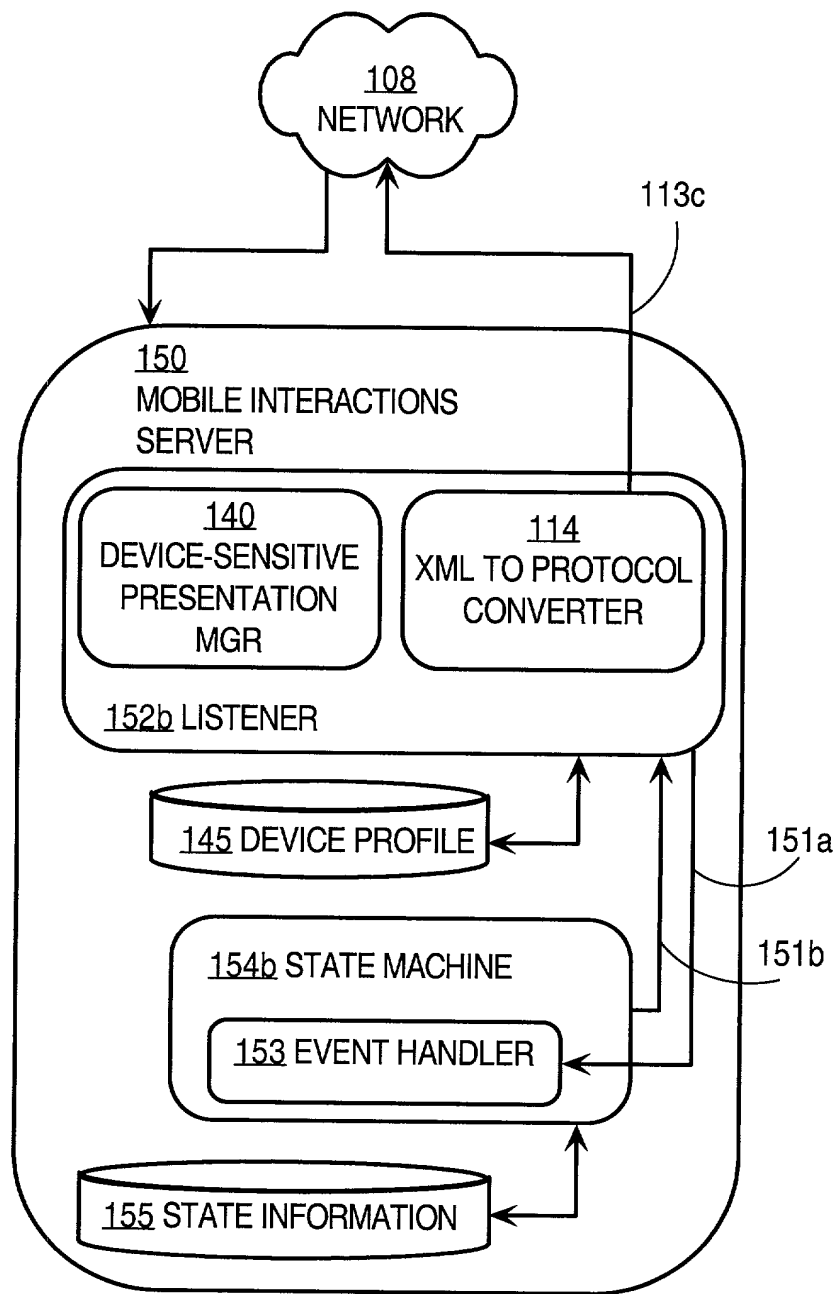 108
NETWORK
113c
150
MOBILE INTERACTIONS
SERVER
140
DEVICE-SENSITIVE
PRESENTATION
MGR
114
XML TO PROTOCOL
CONVERTER
152b LISTENER
145 DEVICE PROFILE
151a
151b
154b STATE MACHINE
153 EVENT HANDLER
155 STATE INFORMATION